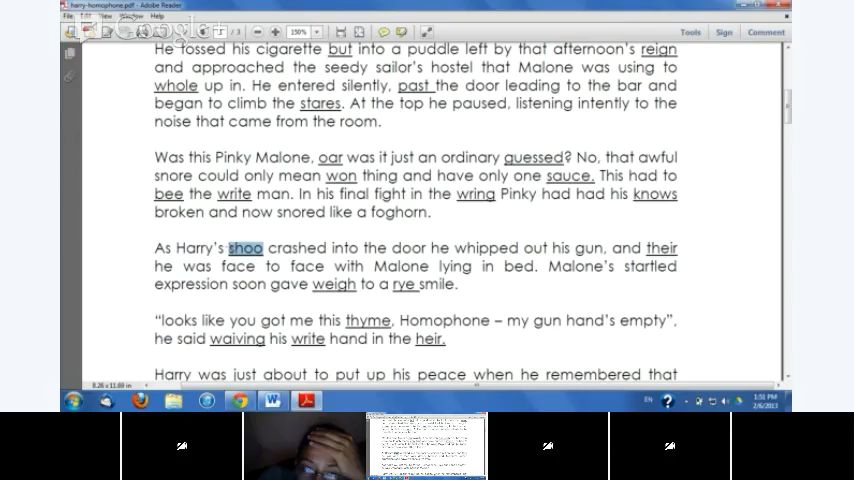 harry-homophone.pdf - Adobe Reader
File Edit View Window Help
/ 3 150% Tools Sign Comment
He tossed his cigarette but into a puddle left by that afternoon's reign
and approached the seedy sailor's hostel that Malone was using to
whole up in. He entered silently, past the door leading to the bar and
began to climb the stares. At the top he paused, listening intently to the
noise that came from the room.
Was this Pinky Malone, oar was it just an ordinary guessed? No, that awful
snore could only mean won thing and have only one sauce. This had to
bee the write man. In his final fight in the wring Pinky had had his knows
broken and now snored like a foghorn.
As Harry's shoo crashed into the door he whipped out his gun, and their
he was face to face with Malone lying in bed. Malone's startled
expression soon gave weigh to a rye smile.
“looks like you got me this thyme, Homophone – my gun hand's empty”,
he said waiving his write hand in the heir.
Harry was just about to put up his peace when he remembered that
8.26 x 11.69 in
EN 1:51 PM
2/6/2013